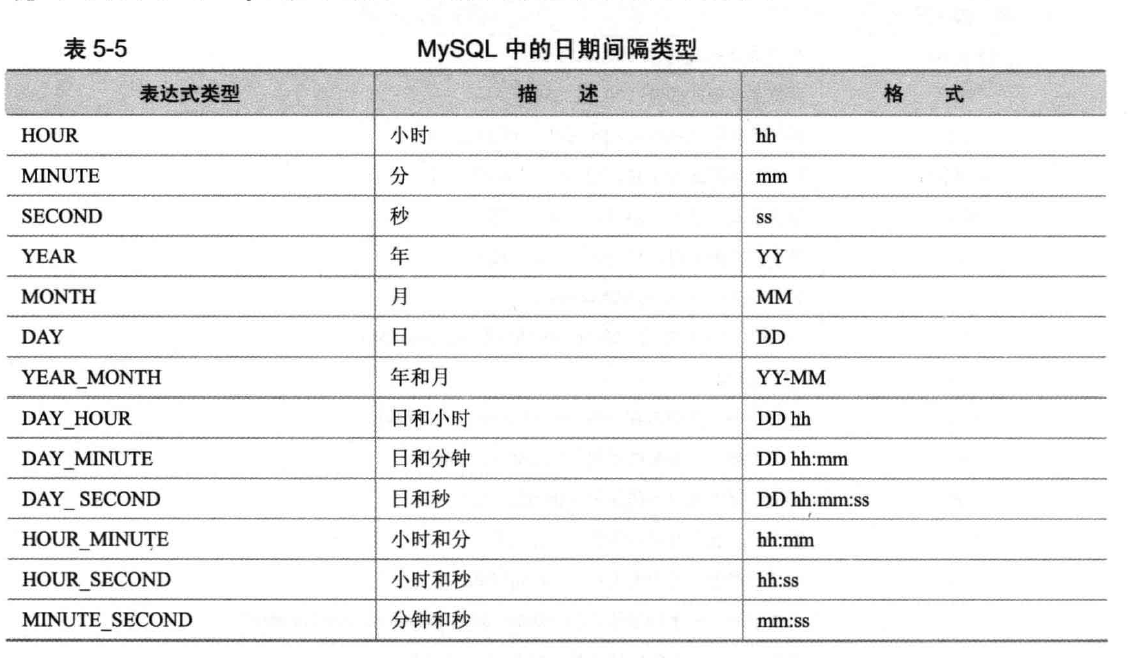 表 5-5 MySQL 中的日期间隔类型
表达式类型 描 述 格 式
HOUR 小时 hh
MINUTE 分 mm
SECOND 秒 ss
YEAR 年 YY
MONTH 月 MM
DAY 日 DD
YEAR_MONTH 年和月 YY-MM
DAY_HOUR 日和小时 DD hh
DAY_MINUTE 日和分钟 DD hh:mm
DAY_ SECOND 日和秒 DD hh:mm:ss
HOUR_MINUTE 小时和分 hh:mm
HOUR_SECOND 小时和秒 hh:ss
MINUTE_SECOND 分钟和秒 mm:ss